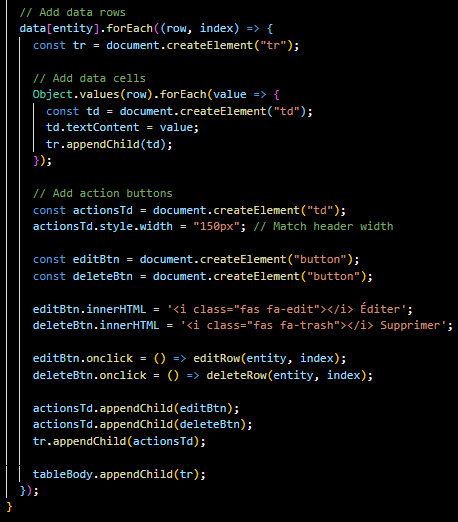 // Add data rows
data[entity].forEach((row, index) => {
const tr = document.createElement("tr");
// Add data cells
Object.values(row).forEach(value => {
const td = document.createElement("td");
td.textContent = value;
tr.appendChild(td);
});
// Add action buttons
const actionsTd = document.createElement("td");
actionsTd.style.width = "150px"; // Match header width
const editBtn = document.createElement("button");
const deleteBtn = document.createElement("button");
editBtn.innerHTML = '<i class="fas fa-edit"></i> Éditer';
deleteBtn.innerHTML = '<i class="fas fa-trash"></i> Supprimer';
editBtn.onclick = () => editRow(entity, index);
deleteBtn.onclick = () => deleteRow(entity, index);
actionsTd.appendChild(editBtn);
actionsTd.appendChild(deleteBtn);
tr.appendChild(actionsTd);
tableBody.appendChild(tr);
});
}